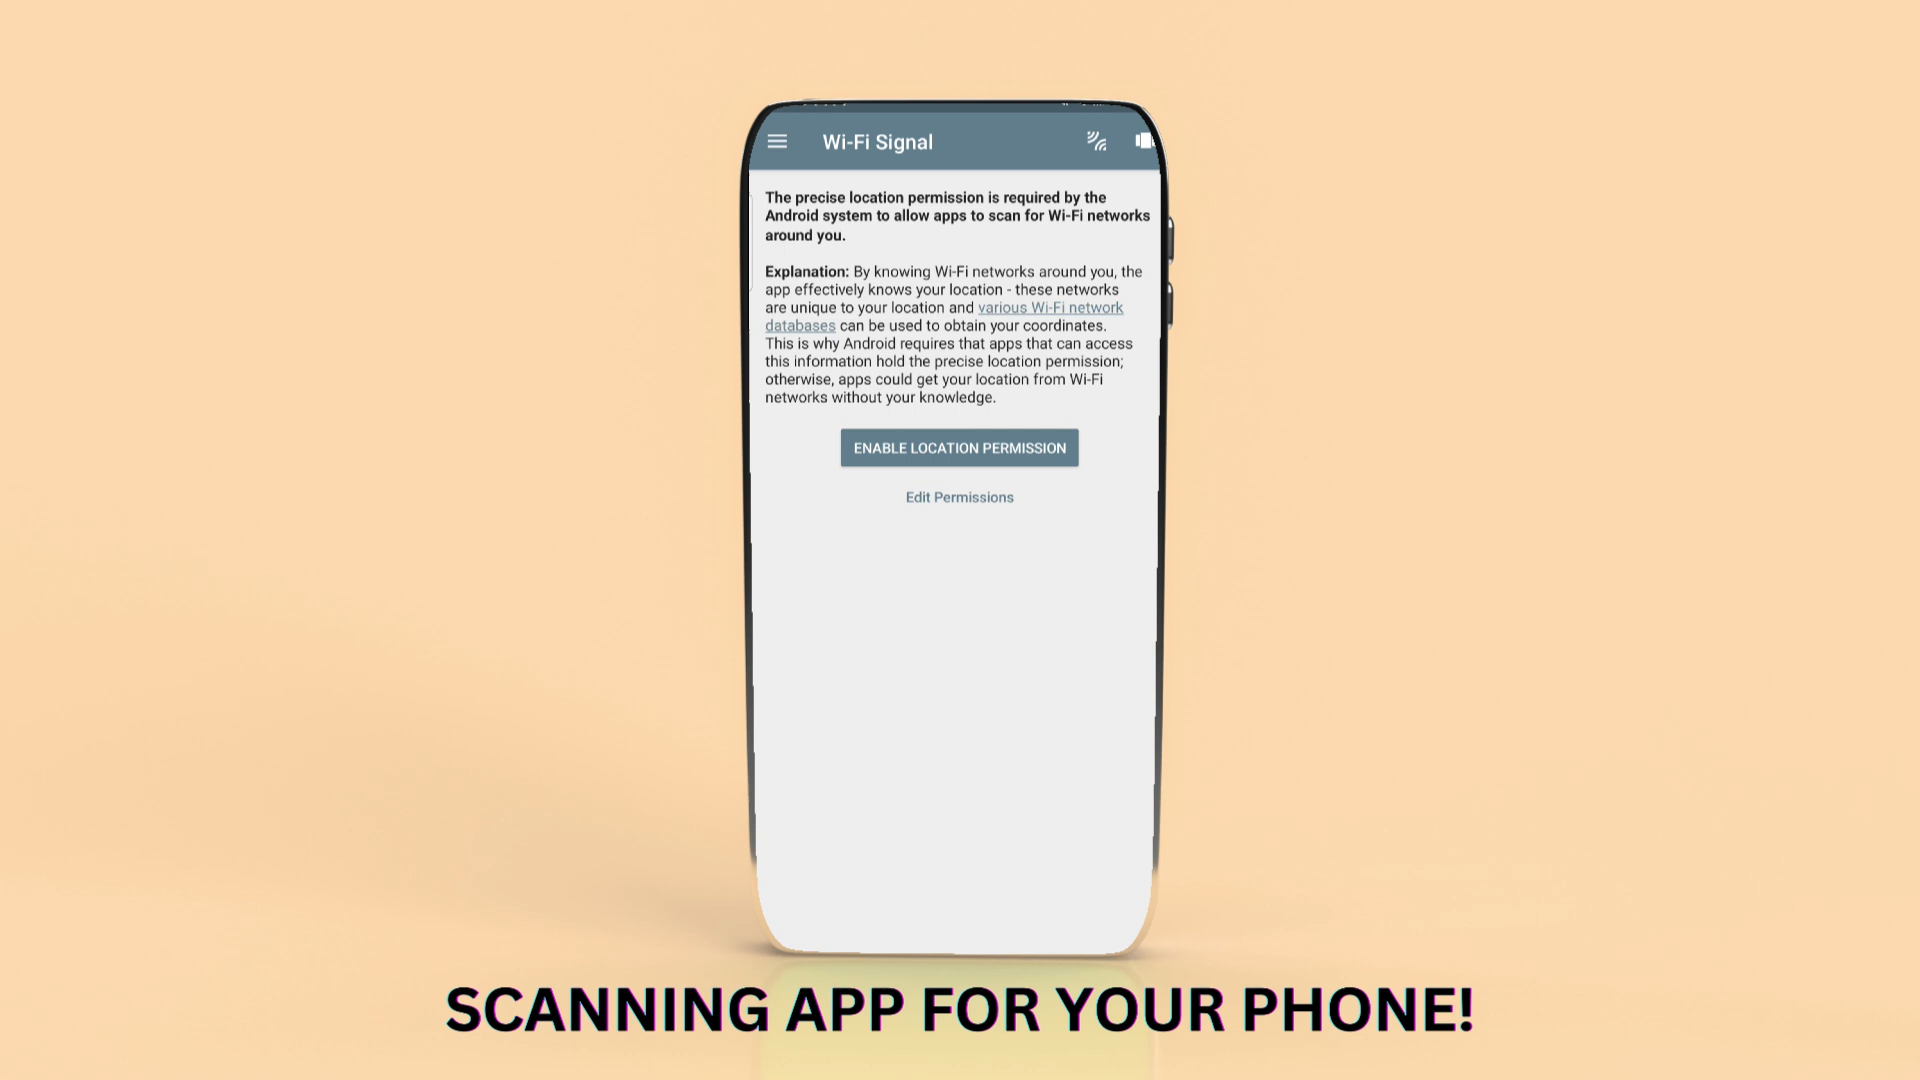 Wi-Fi Signal
The precise location permission is required by the
Android system to allow apps to scan for Wi-Fi networks
around you.
Explanation: By knowing Wi-Fi networks around you, the
app effectively knows your location - these networks
are unique to your location and various Wi-Fi network
databases can be used to obtain your coordinates.
This is why Android requires that apps that can access
this information hold the precise location permission;
otherwise, apps could get your location from Wi-Fi
networks without your knowledge.
ENABLE LOCATION PERMISSION
Edit Permissions
SCANNING APP FOR YOUR PHONE!